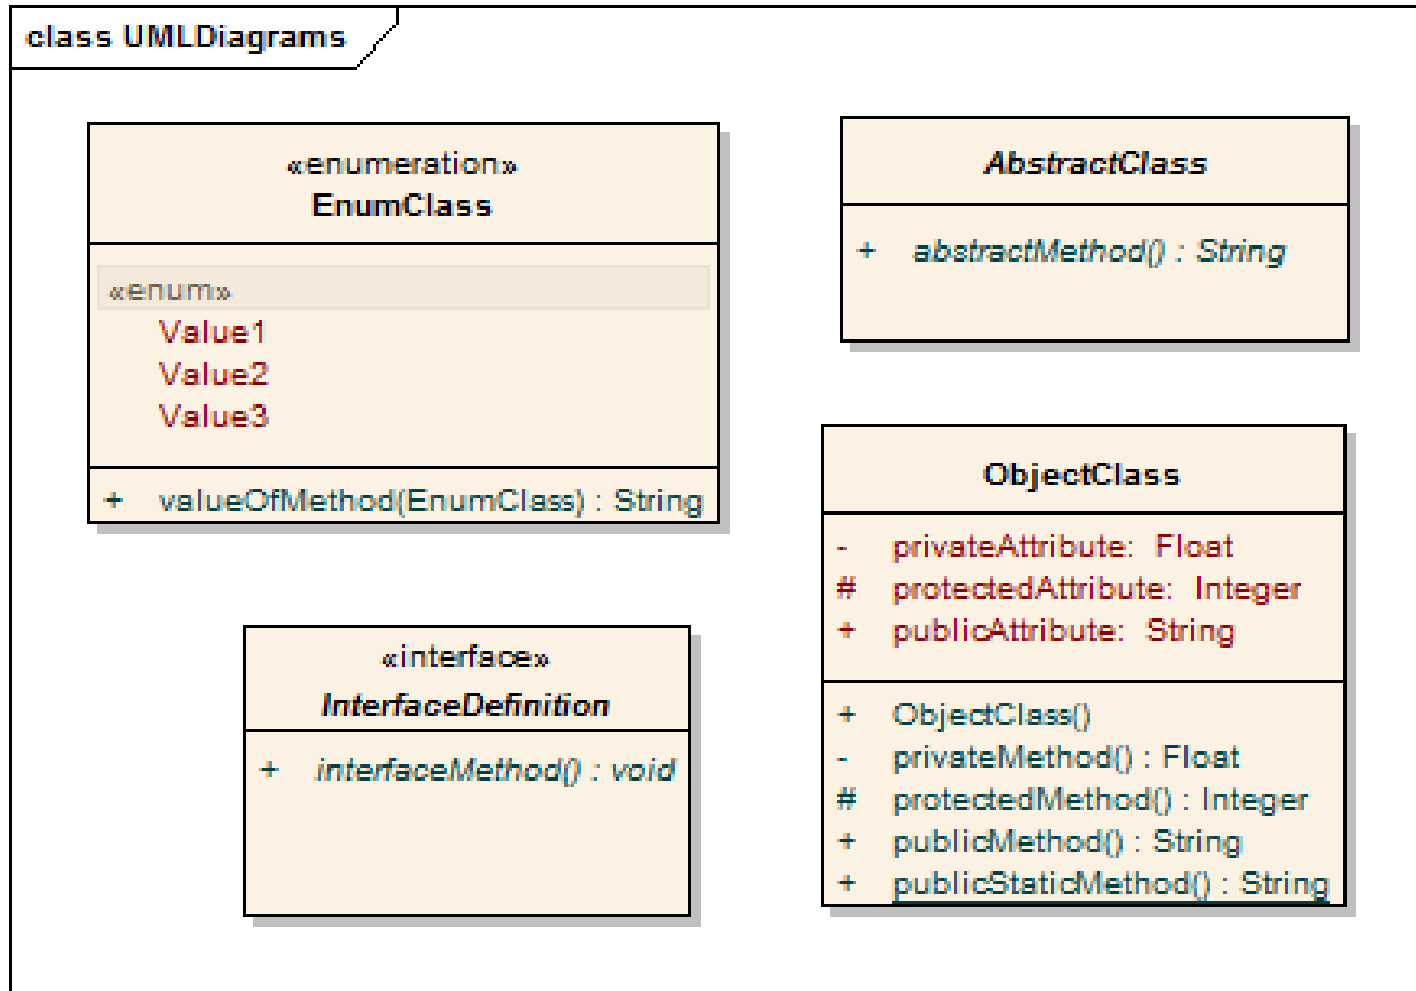 class UMLDiagrams
«enumeration»
EnumClass
«enum»
Value1
Value2
Value3
+ valueOfMethod(EnumClass) : String
AbstractClass
+ abstractMethod() : String
«interface»
InterfaceDefinition
+ interfaceMethod() : void
ObjectClass
- privateAttribute: Float
# protectedAttribute: Integer
+ publicAttribute: String
+ ObjectClass()
- privateMethod() : Float
# protectedMethod() : Integer
+ publicMethod() : String
+ publicStaticMethod() : String